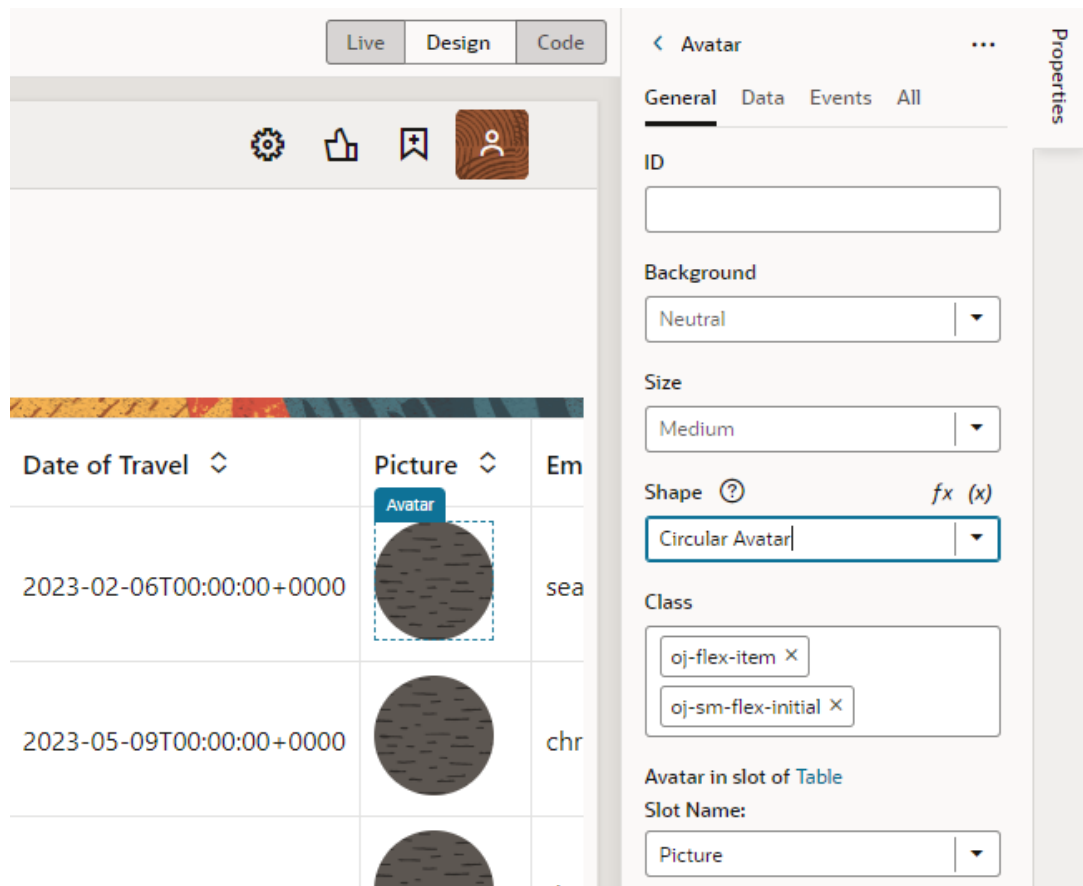 Live Design Code
Date of Travel Picture Em
Avatar
2023-02-06T00:00:00+0000 sea
2023-05-09T00:00:00+0000 chr
Avatar ...
General Data Events All
ID
Background
Neutral
Size
Medium
Shape ? fx (x)
Circular Avatar
Class
oj-flex-item ×
oj-sm-flex-initial ×
Avatar in slot of Table
Slot Name:
Picture
Properties